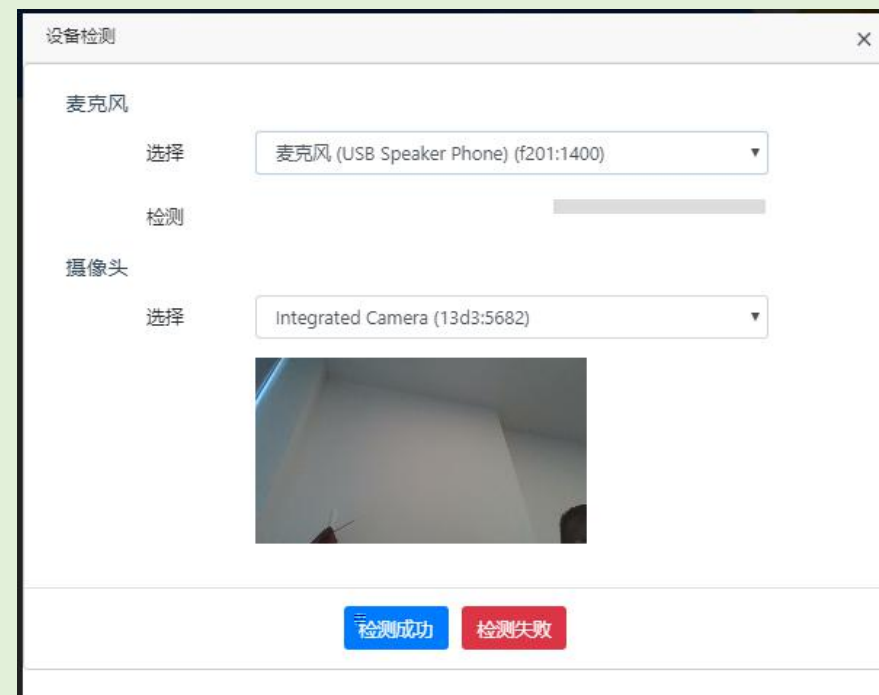 设备检测
麦克风
选择 麦克风 (USB Speaker Phone) (f201:1400)
检测
摄像头
选择 Integrated Camera (13d3:5682)
检测成功 检测失败